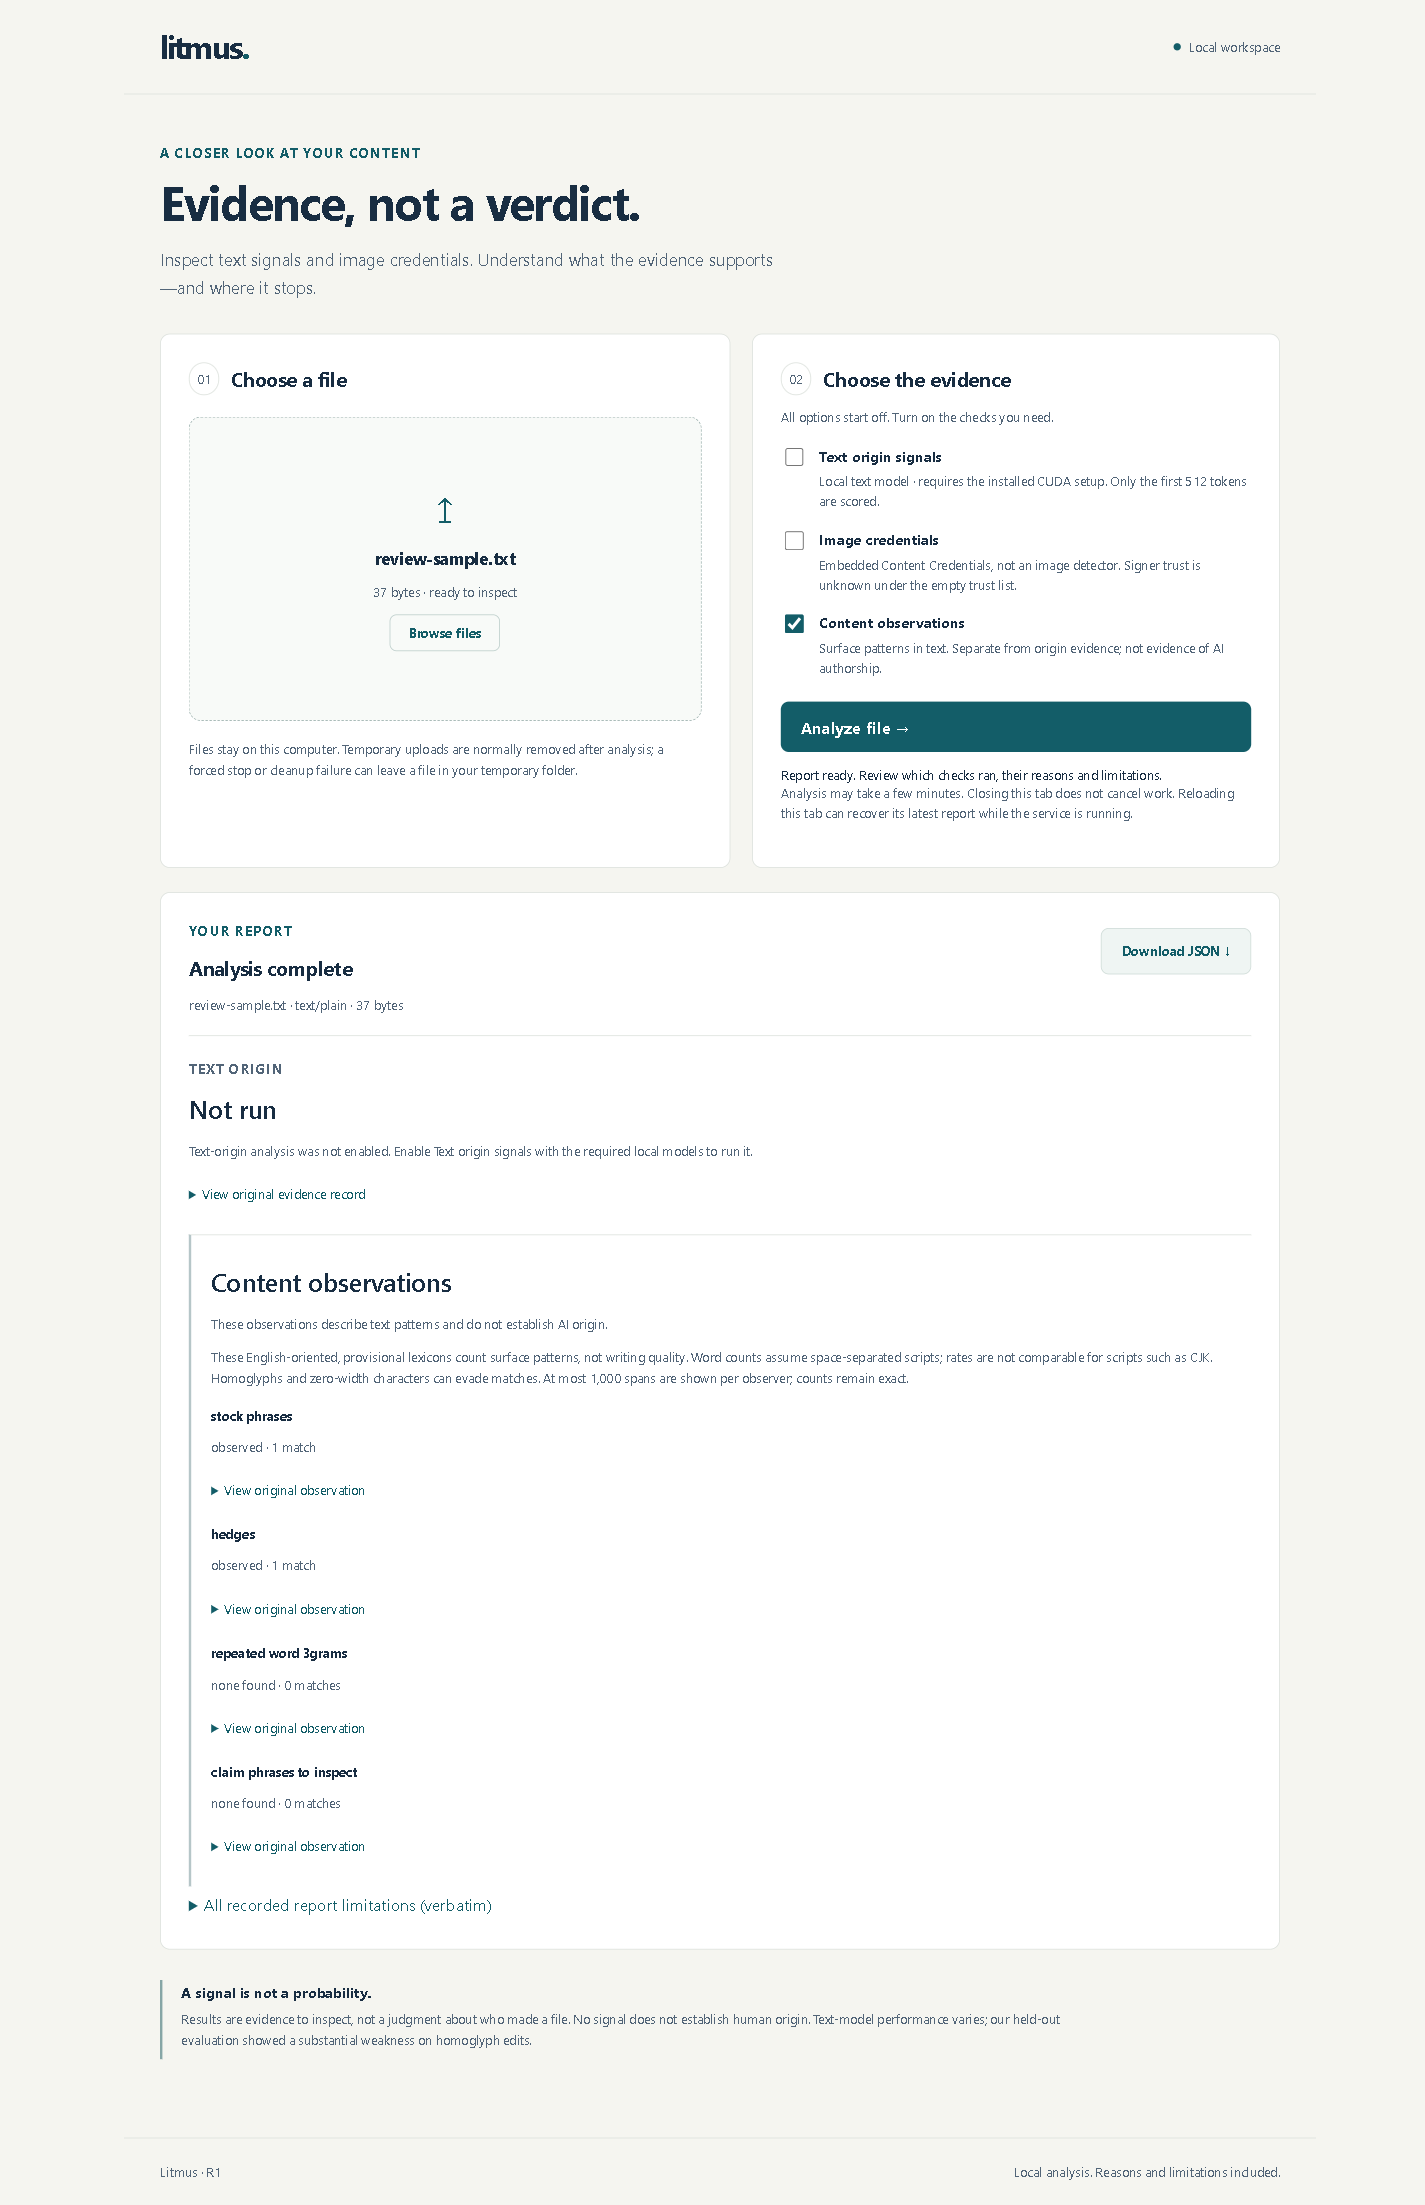 litmus.
Local workspace
A CLOSER LOOK AT YOUR CONTENT
Evidence, not a verdict.
Inspect text signals and image credentials. Understand what the evidence supports
—and where it stops.
01
Choose a file
↥
review-sample.txt
37 bytes · ready to inspect
Browse files
Files stay on this computer. Temporary uploads are normally removed after analysis; a
forced stop or cleanup failure can leave a file in your temporary folder.
02
Choose the evidence
All options start off. Turn on the checks you need.
Text origin signals
Local text model · requires the installed CUDA setup. Only the first 512 tokens
are scored.
Image credentials
Embedded Content Credentials, not an image detector. Signer trust is
unknown under the empty trust list.
Content observations
Surface patterns in text. Separate from origin evidence; not evidence of AI
authorship.
Analyze file →
Report ready. Review which checks ran, their reasons and limitations.
Analysis may take a few minutes. Closing this tab does not cancel work. Reloading
this tab can recover its latest report while the service is running.
YOUR REPORT
Analysis complete
review-sample.txt · text/plain · 37 bytes
Download JSON ↓
TEXT ORIGIN
Not run
Text-origin analysis was not enabled. Enable Text origin signals with the required local models to run it.
▶ View original evidence record
Content observations
These observations describe text patterns and do not establish AI origin.
These English-oriented, provisional lexicons count surface patterns, not writing quality. Word counts assume space-separated scripts; rates are not comparable for scripts such as CJK.
Homoglyphs and zero-width characters can evade matches. At most 1,000 spans are shown per observer; counts remain exact.
stock phrases
observed · 1 match
▶ View original observation
hedges
observed · 1 match
▶ View original observation
repeated word 3grams
none found · 0 matches
▶ View original observation
claim phrases to inspect
none found · 0 matches
▶ View original observation
▶ All recorded report limitations (verbatim)
A signal is not a probability.
Results are evidence to inspect, not a judgment about who made a file. No signal does not establish human origin. Text-model performance varies; our held-out
evaluation showed a substantial weakness on homoglyph edits.
Litmus · R1
Local analysis. Reasons and limitations included.